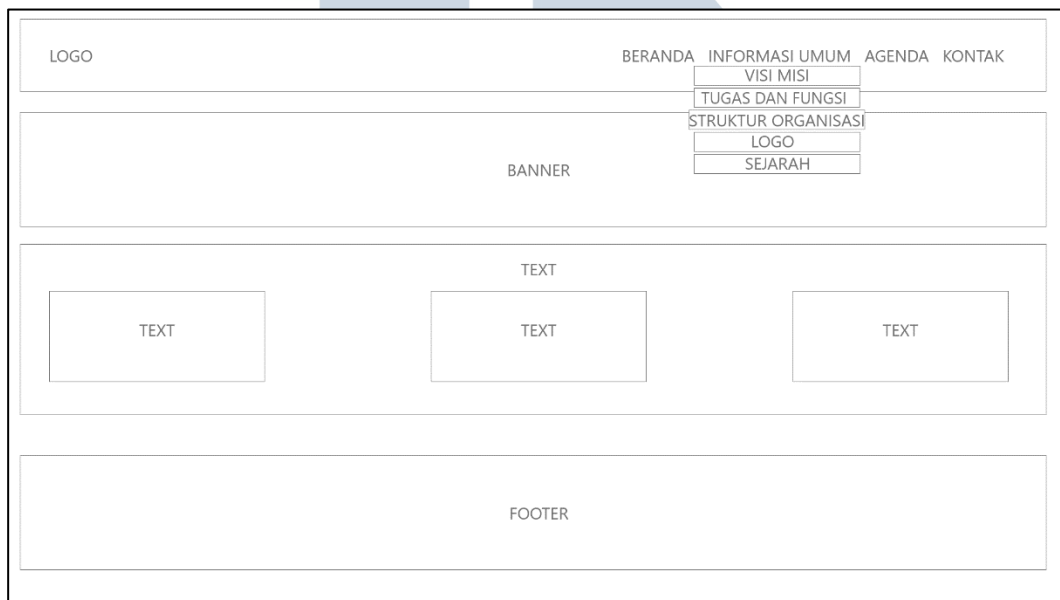 LOGO
BERANDA INFORMASI UMUM AGENDA KONTAK
VISI MISI
TUGAS DAN FUNGSI
STRUKTUR ORGANISASI
LOGO
SEJARAH
BANNER
TEXT
TEXT
TEXT
TEXT
FOOTER